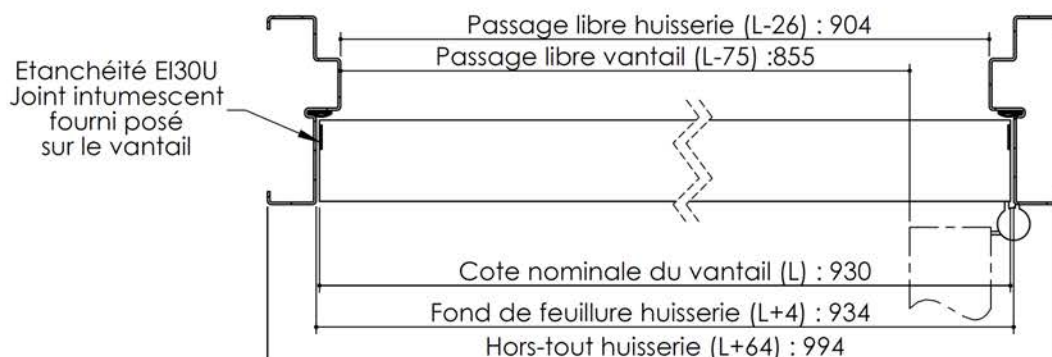 Passage libre huisserie (L-26) : 904
Passage libre vantail (L-75) :855
Etanchéité EI30U
Joint intumescent
fourni posé
sur le vantail
Cote nominale du vantail (L) : 930
Fond de feuillure huisserie (L+4) : 934
Hors-tout huisserie (L+64) : 994